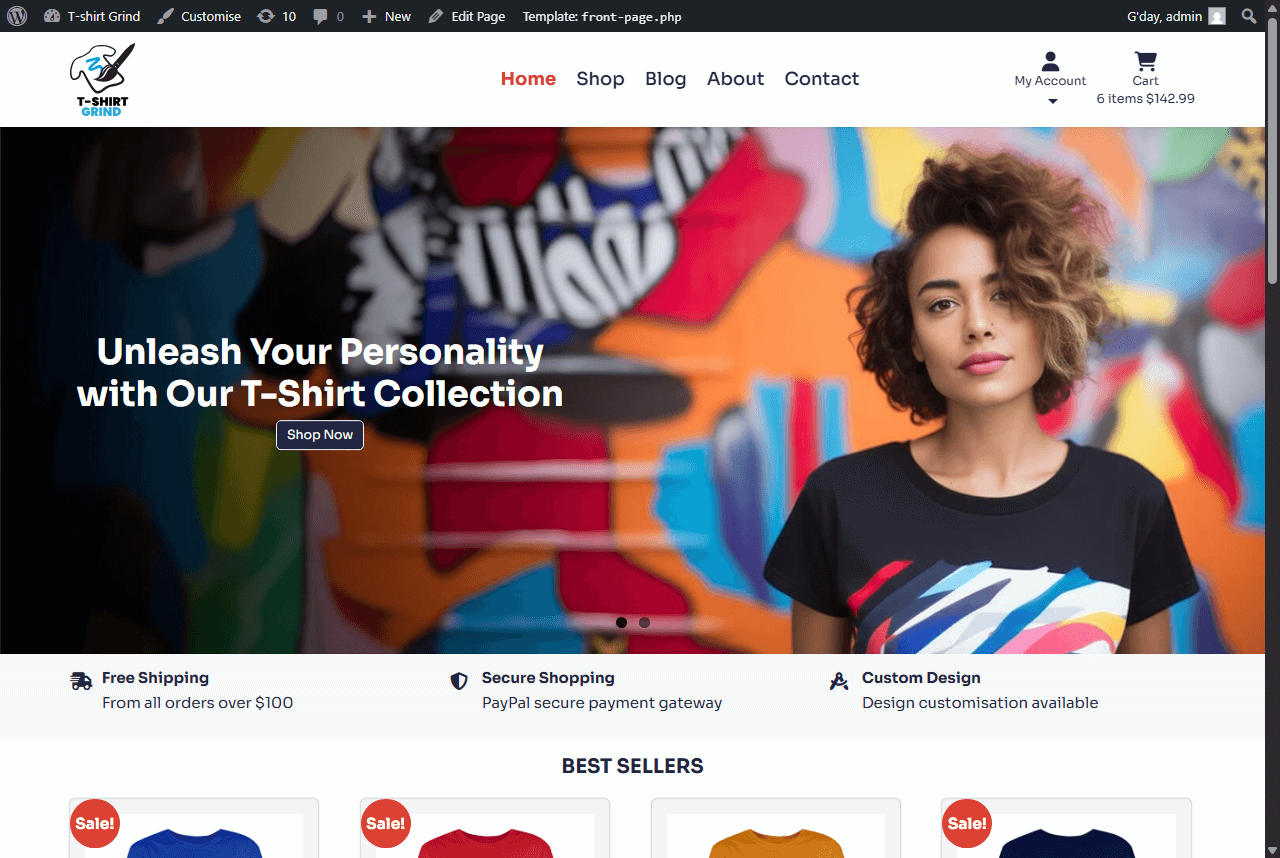 T-shirt Grind Customise 10 0 New Edit Page Template: front-page.php G'day, admin
T-SHIRT
GRIND
Home Shop Blog About Contact
My Account
Cart
6 items $142.99
Unleash Your Personality
with Our T-Shirt Collection
Shop Now
Free Shipping
From all orders over $100
Secure Shopping
PayPal secure payment gateway
Custom Design
Design customisation available
BEST SELLERS
Sale! Sale! Sale!